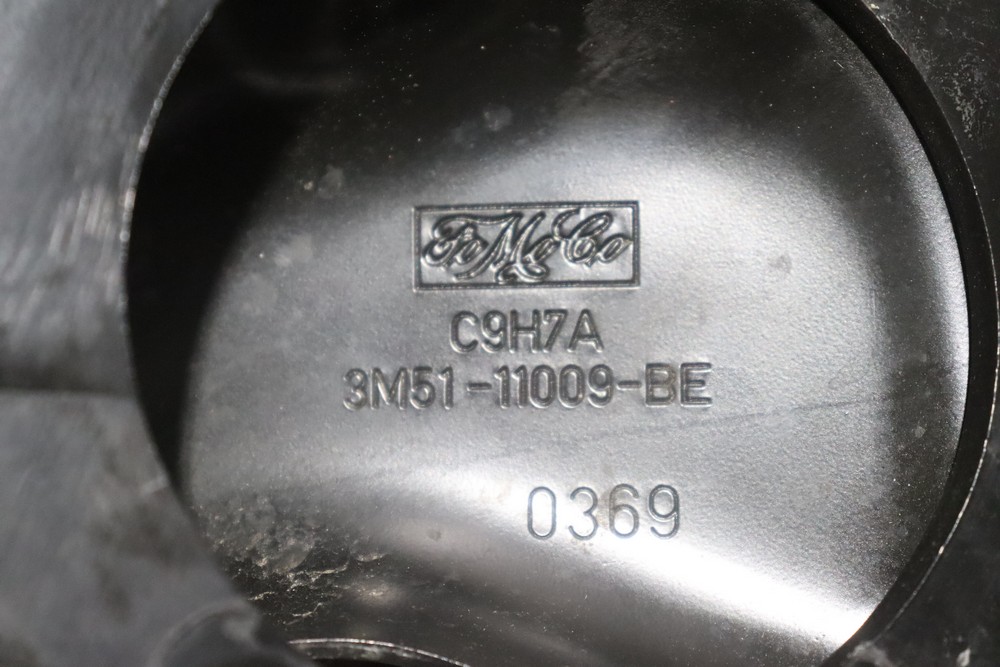 FoMoCo
C9H7A
3M51-11009-BE
0369